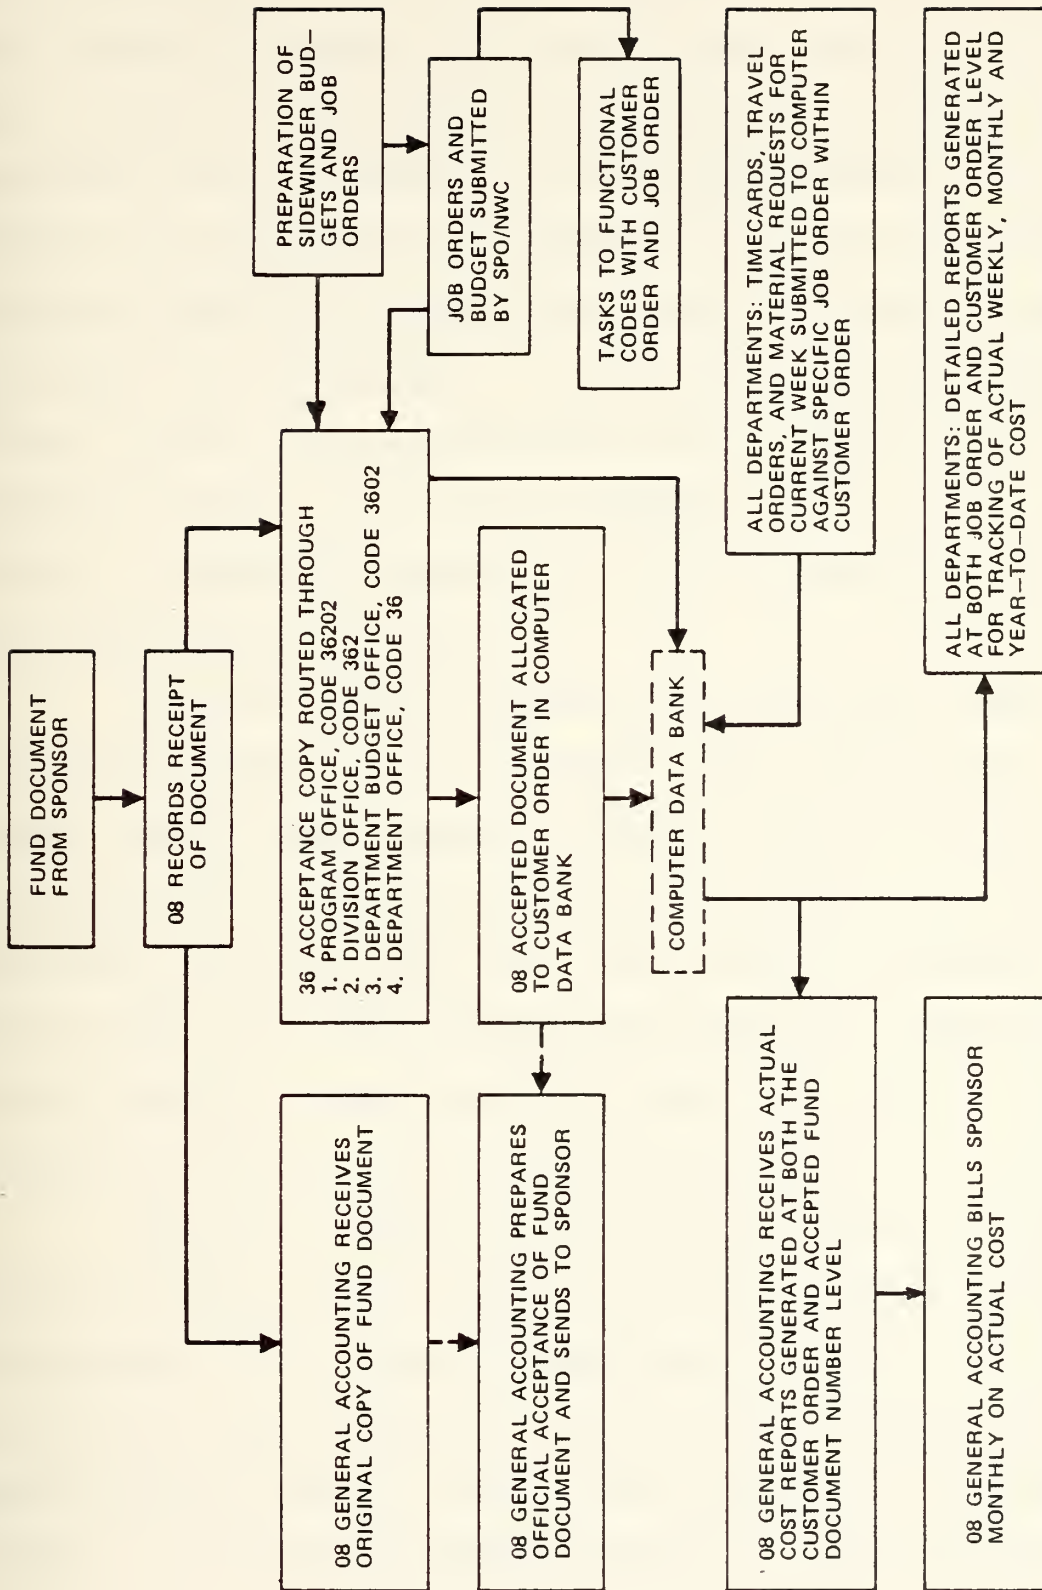 FUND DOCUMENT
FROM SPONSOR
08 RECORDS RECEIPT
OF DOCUMENT
PREPARATION OF
SIDEWINDER BUD–
GETS AND JOB
ORDERS
08 GENERAL ACCOUNTING RECEIVES
ORIGINAL COPY OF FUND DOCUMENT
36 ACCEPTANCE COPY ROUTED THROUGH
1. PROGRAM OFFICE, CODE 36202
2. DIVISION OFFICE, CODE 362
3. DEPARTMENT BUDGET OFFICE, CODE 3602
4. DEPARTMENT OFFICE, CODE 36
JOB ORDERS AND
BUDGET SUBMITTED
BY SPO/NWC
08 GENERAL ACCOUNTING PREPARES
OFFICIAL ACCEPTANCE OF FUND
DOCUMENT AND SENDS TO SPONSOR
08 ACCEPTED DOCUMENT ALLOCATED
TO CUSTOMER ORDER IN COMPUTER
DATA BANK
TASKS TO FUNCTIONAL
CODES WITH CUSTOMER
ORDER AND JOB ORDER
COMPUTER DATA BANK
08 GENERAL ACCOUNTING RECEIVES ACTUAL
COST REPORTS GENERATED AT BOTH THE
CUSTOMER ORDER AND ACCEPTED FUND
DOCUMENT NUMBER LEVEL
ALL DEPARTMENTS: TIMECARDS, TRAVEL
ORDERS, AND MATERIAL REQUESTS FOR
CURRENT WEEK SUBMITTED TO COMPUTER
AGAINST SPECIFIC JOB ORDER WITHIN
CUSTOMER ORDER
08 GENERAL ACCOUNTING BILLS SPONSOR
MONTHLY ON ACTUAL COST
ALL DEPARTMENTS: DETAILED REPORTS GENERATED
AT BOTH JOB ORDER AND CUSTOMER ORDER LEVEL
FOR TRACKING OF ACTUAL WEEKLY, MONTHLY AND
YEAR–TO–DATE COST